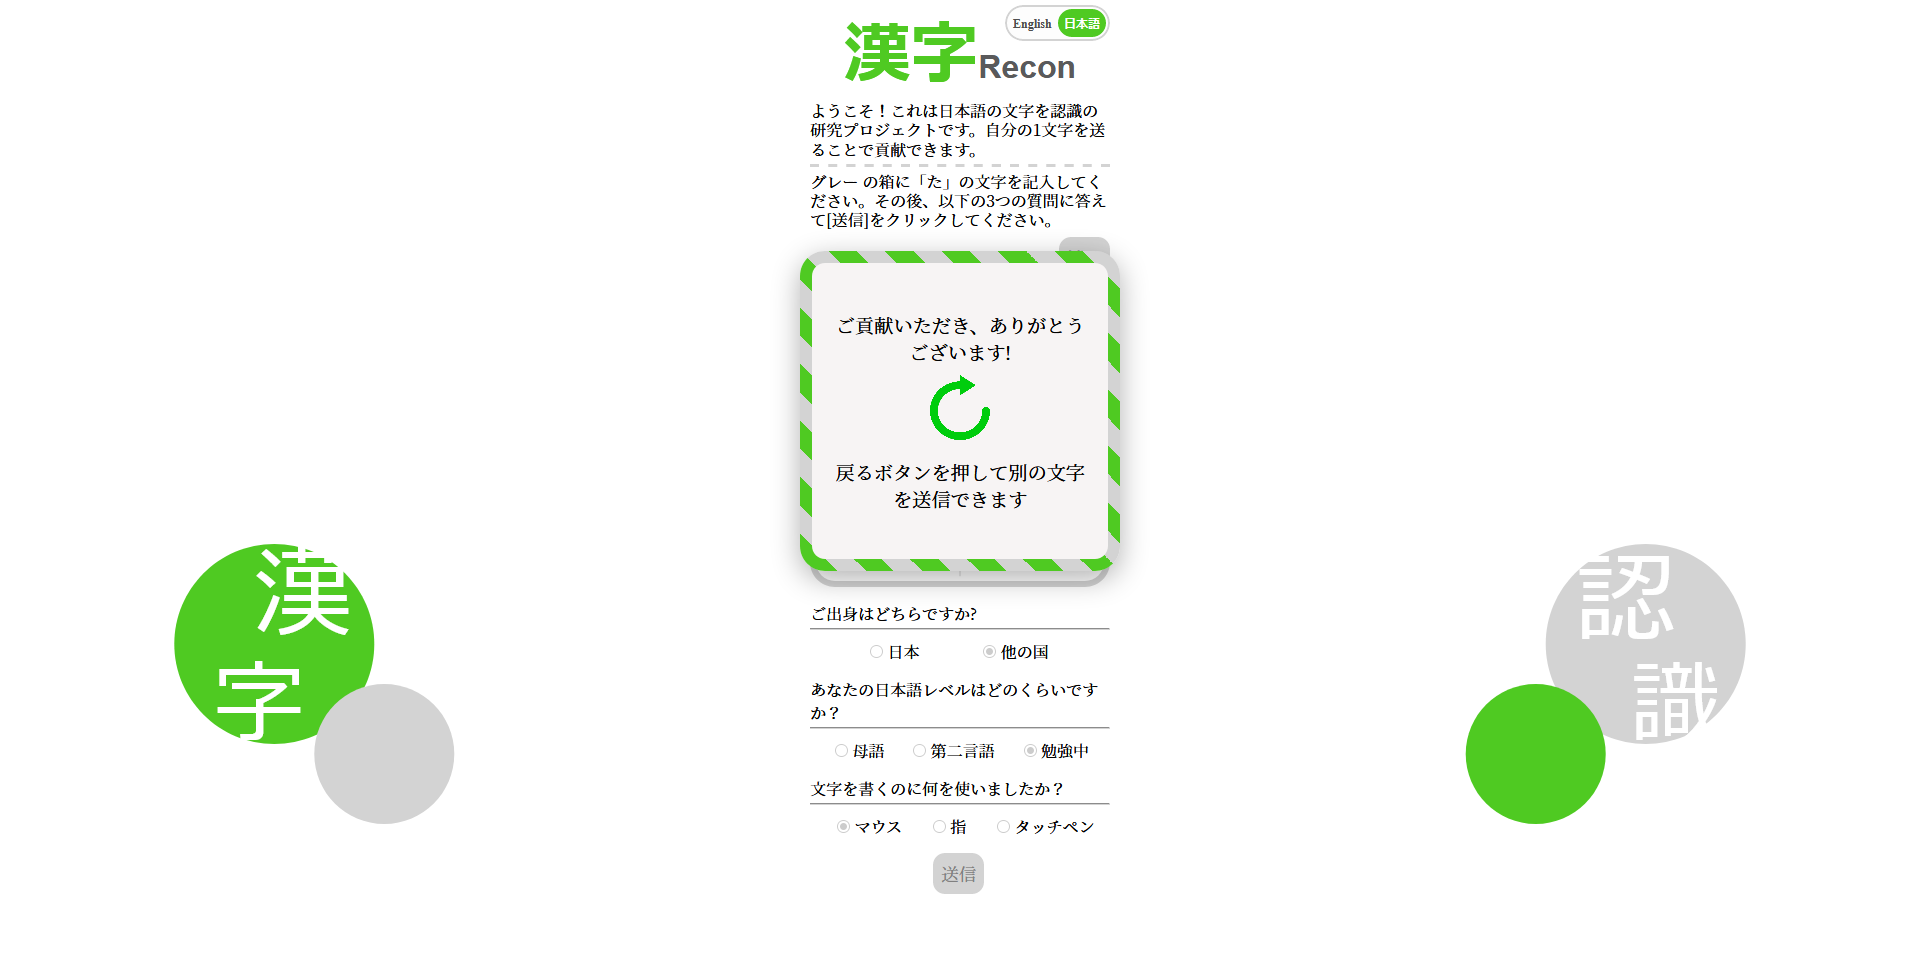 English 日本語
漢字Recon
ようこそ！これは日本語の文字を認識の
研究プロジェクトです。自分の1文字を送
ることで貢献できます。
グレー の箱に「た」の文字を記入してく
ださい。その後、以下の3つの質問に答え
て[送信]をクリックしてください。
ご貢献いただき、ありがとう
ございます!
戻るボタンを押して別の文字
を送信できます
漢
字
認
識
ご出身はどちらですか?
日本 他の国
あなたの日本語レベルはどのくらいです
か？
母語 第二言語 勉強中
文字を書くのに何を使いましたか？
マウス 指 タッチペン
送信